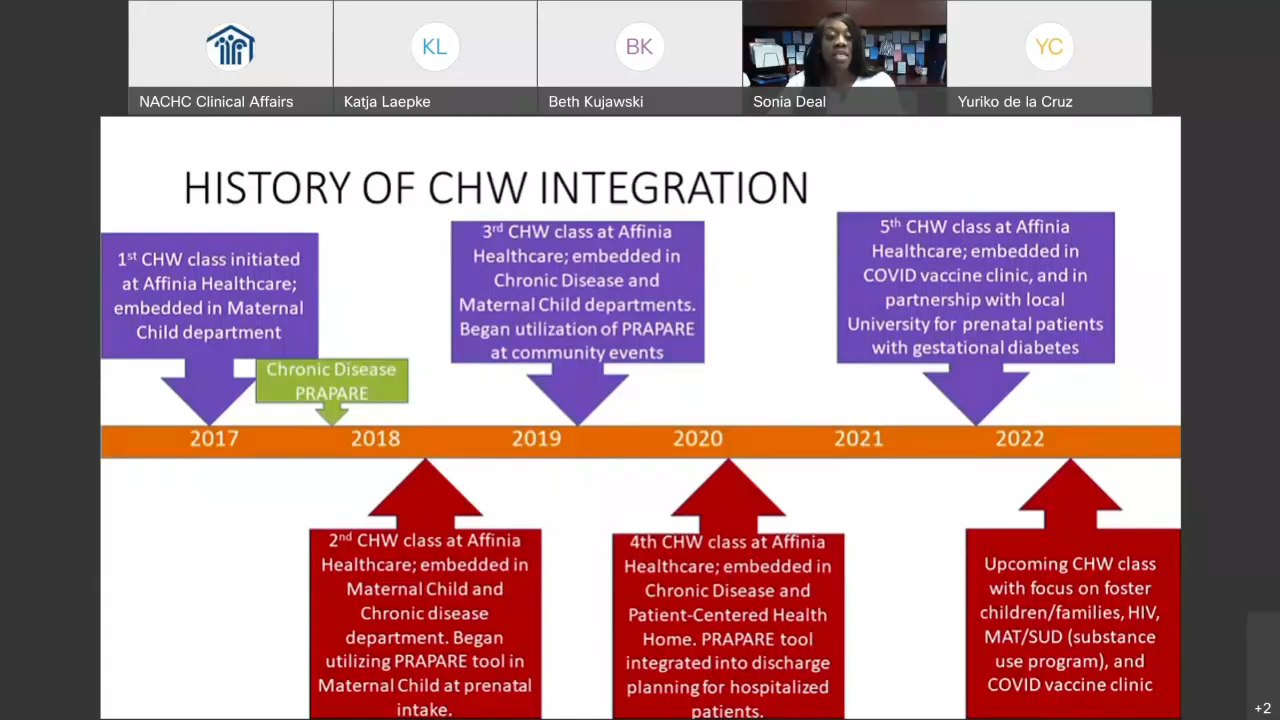 KL
BK
YC
NACHC Clinical Affairs
Katja Laepke
Beth Kujawski
Sonia Deal
Yuriko de la Cruz
HISTORY OF CHW INTEGRATION
1st CHW class initiated
at Affinia Healthcare;
embedded in Maternal
Child department
Chronic Disease
PRAPARE
3rd CHW class at Affinia
Healthcare; embedded in
Chronic Disease and
Maternal Child departments.
Began utilization of PRAPARE
at community events
5th CHW class at Affinia
Healthcare; embedded in
COVID vaccine clinic, and in
partnership with local
University for prenatal patients
with gestational diabetes
2017
2018
2019
2020
2021
2022
2nd CHW class at Affinia
Healthcare; embedded in
Maternal Child and
Chronic disease
department. Began
utilizing PRAPARE tool in
Maternal Child at prenatal
intake.
4th CHW class at Affinia
Healthcare; embedded in
Chronic Disease and
Patient-Centered Health
Home. PRAPARE tool
integrated into discharge
planning for hospitalized
patients.
Upcoming CHW class
with focus on foster
children/families, HIV,
MAT/SUD (substance
use program), and
COVID vaccine clinic
+2